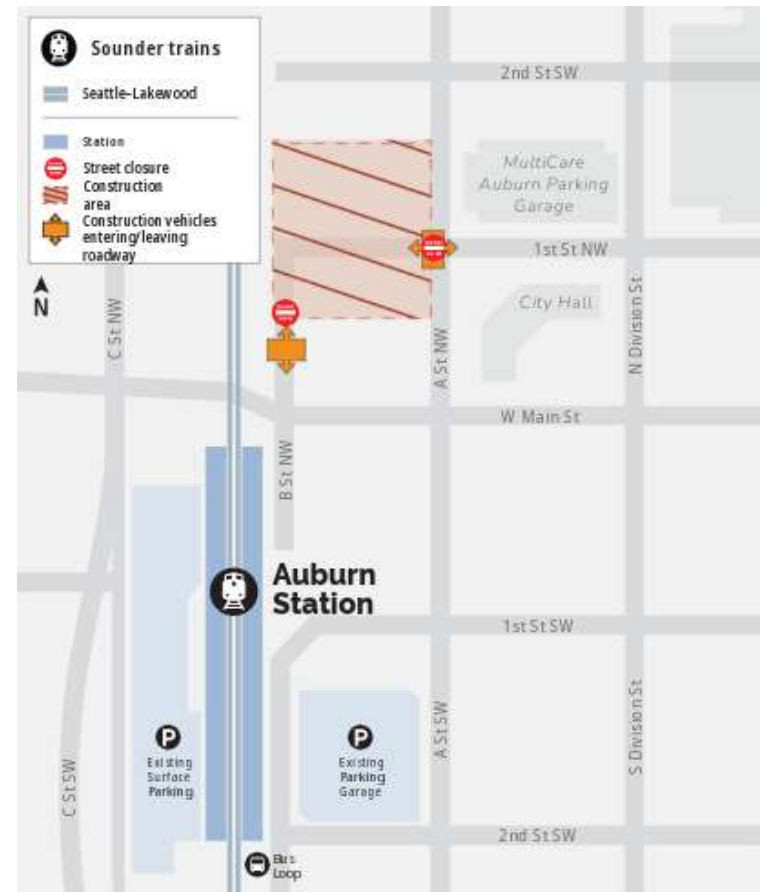 Sounder trains
Seattle-Lakewood
Station
Street closure
Construction
area
Construction vehicles
entering/leaving
roadway
N
2nd St SW
MultiCare
Auburn Parking
Garage
1st St NW
City Hall
C St NW
A St NW
N Division St
W Main St
B St NW
Auburn
Station
1st St SW
P
Existing
Surface
Parking
P
Existing
Parking
Garage
A St SW
S Division St
C St SW
2nd St SW
Bus
Loop